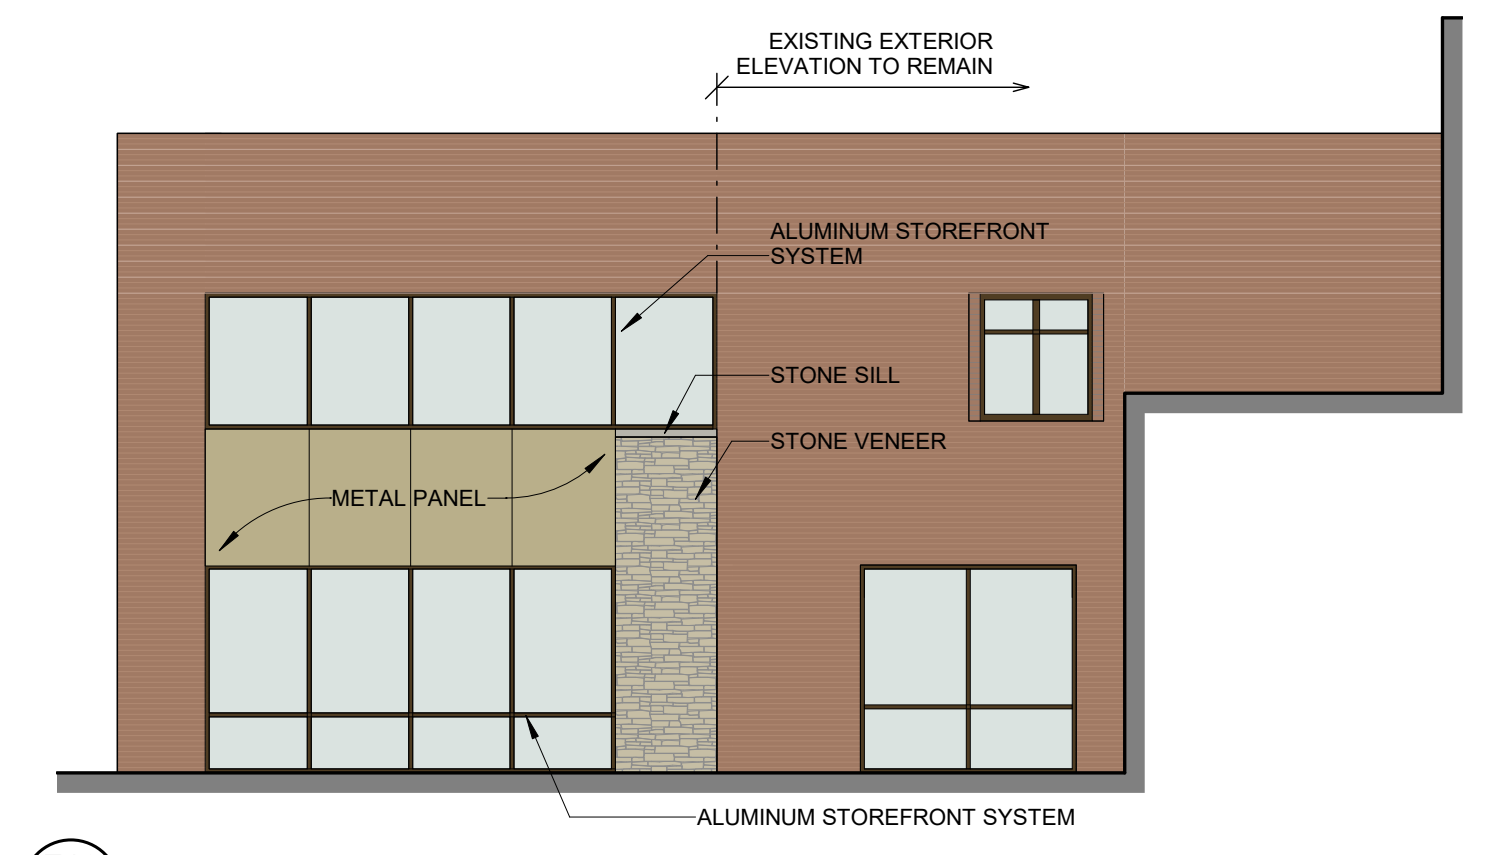 EXISTING EXTERIOR
ELEVATION TO REMAIN
ALUMINUM STOREFRONT
SYSTEM
STONE SILL
STONE VENEER
METAL PANEL
ALUMINUM STOREFRONT SYSTEM